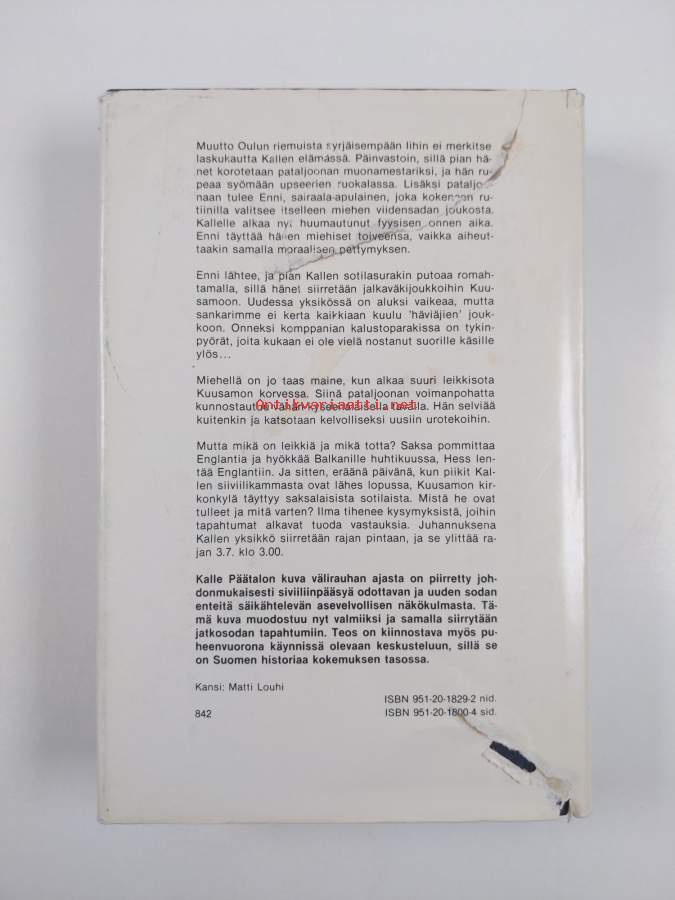 Muutto Oulun riemuista syrjäisempään Iihin ei merkitse
laskukautta Kallen elämässä. Päinvastoin, sillä pian hä-
net korotetaan pataljoonan muonamestariksi, ja hän ru-
peaa syömään upseerien ruokalassa. Lisäksi pataljo
naan tulee Enni, sairaala-apulainen, joka kokeneen ru-
tiinilla valitsee itselleen miehen viidensadan joukosta.
Kallelle alkaa nyt huumautunut fyysisen onnen aika.
Enni täyttää hänen miehiset toiveensa, vaikka aiheut-
taakin samalla moraalisen pettymyksen.
Enni lähtee, ja pian Kallen sotilasurakin putoaa romah-
tamalla, sillä hänet siirretään jalkaväkijoukkoihin Kuu-
samoon. Uudessa yksikössä on aluksi vaikeaa, mutta
sankarimme ei kerta kaikkiaan kuulu 'häviäjien' jouk-
koon. Onneksi komppanian kalustoparakissa on tykin-
pyörät, joita kukaan ei ole vielä nostanut suorille käsille
ylös...
Miehellä on jo taas maine, kun alkaa suuri leikkisota
Kuusamon korvessa. Siinä pataljoonan voimanpohatta
Antikvariaatti.net
kunnostautuu vähän kyseenalaisella tavalla. Hän selviää
kuitenkin ja katsotaan kelvolliseksi uusiin urotekoihin.
Mutta mikä on leikkiä ja mikä totta? Saksa pommittaa
Englantia ja hyökkää Balkanille huhtikuussa, Hess len-
tää Englantiin. Ja sitten, eräänä päivänä, kun piikit Kal-
len siiviilikammasta ovat lähes lopussa, Kuusamon kir-
konkylä täyttyy saksalaisista sotilaista. Mistä he ovat
tulleet ja mitä varten? Ilma tihenee kysymyksistä, joihin
tapahtumat alkavat tuoda vastauksia. Juhannuksena
Kallen yksikkö siirretään rajan pintaan, ja se ylittää ra-
jan 3.7. klo 3.00.
Kalle Päätalon kuva välirauhan ajasta on piirretty joh-
donmukaisesti siviiliinpääsyä odottavan ja uuden sodan
enteitä säikähtelevän asevelvollisen näkökulmasta. Tä-
mä kuva muodostuu nyt valmiiksi ja samalla siirrytään
jatkosodan tapahtumiin. Teos on kiinnostava myös pu-
heenvuorona käynnissä olevaan keskusteluun, sillä se
on Suomen historiaa kokemuksen tasossa.
Kansi: Matti Louhi
ISBN 951-20-1829-2 nid.
842 ISBN 951-20-1800-4 sid.